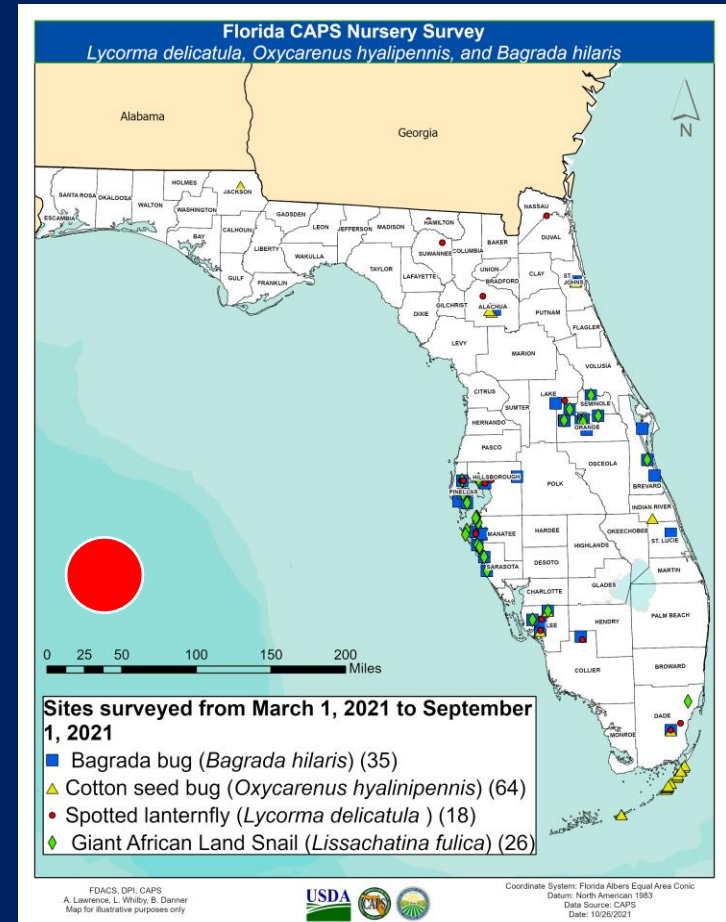 Florida CAPS Nursery Survey
Lycorma delicatula, Oxycarenus hyalipennis, and Bagrada hilaris
Alabama
Georgia
N
HOLMES
JACKSON
SANTA ROSA
OKALOOSA
WALTON
WASHINGTON
ESCAMBIA
BAY
CALHOUN
GADSDEN
LEON
JEFFERSON
MADISON
HAMILTON
NASSAU
LIBERTY
WAKULLA
SUWANNEE
COLUMBIA
BAKER
DUVAL
GULF
FRANKLIN
TAYLOR
LAFAYETTE
UNION
BRADFORD
CLAY
ST. JOHNS
DIXIE
GILCHRIST
ALACHUA
PUTNAM
FLAGLER
LEVY
MARION
VOLUSIA
CITRUS
SUMTER
LAKE
SEMINOLE
HERNANDO
ORANGE
PASCO
OSCEOLA
BREVARD
HILLSBOROUGH
POLK
PINELLAS
INDIAN RIVER
MANATEE
HARDEE
HIGHLANDS
OKEECHOBEE
ST. LUCIE
SARASOTA
DESOTO
MARTIN
CHARLOTTE
GLADES
LEE
HENDRY
PALM BEACH
COLLIER
BROWARD
DADE
MONROE
0 25 50 100 150 200
Miles
Sites surveyed from March 1, 2021 to September
1, 2021
Bagrada bug (Bagrada hilaris) (35)
Cotton seed bug (Oxycarenus hyalinipennis) (64)
Spotted lanternfly (Lycorma delicatula ) (18)
Giant African Land Snail (Lissachatina fulica) (26)
FDACS, DPI, CAPS
A. Lawrence, L. Whilby, B. Danner
Map for illustrative purposes only
USDA
CAPS
Coordinate System: Florida Albers Equal Area Conic
Datum: North American 1983
Data Source: CAPS
Date: 10/26/2021